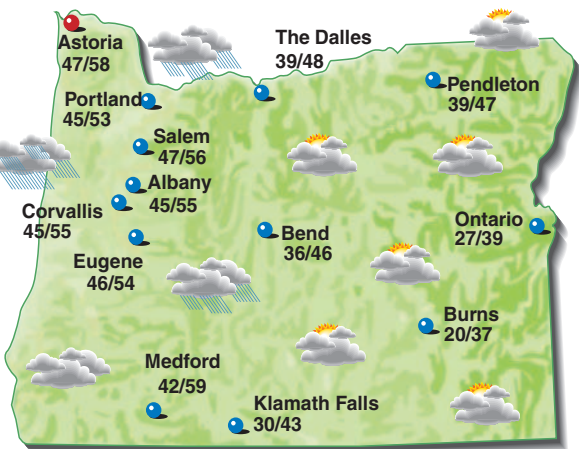 Astoria
47/58
The Dalles
39/48
Pendleton
39/47
Portland
45/53
Salem
47/56
Albany
45/55
Corvallis
45/55
Eugene
46/54
Bend
36/46
Ontario
27/39
Burns
20/37
Medford
42/59
Klamath Falls
30/43